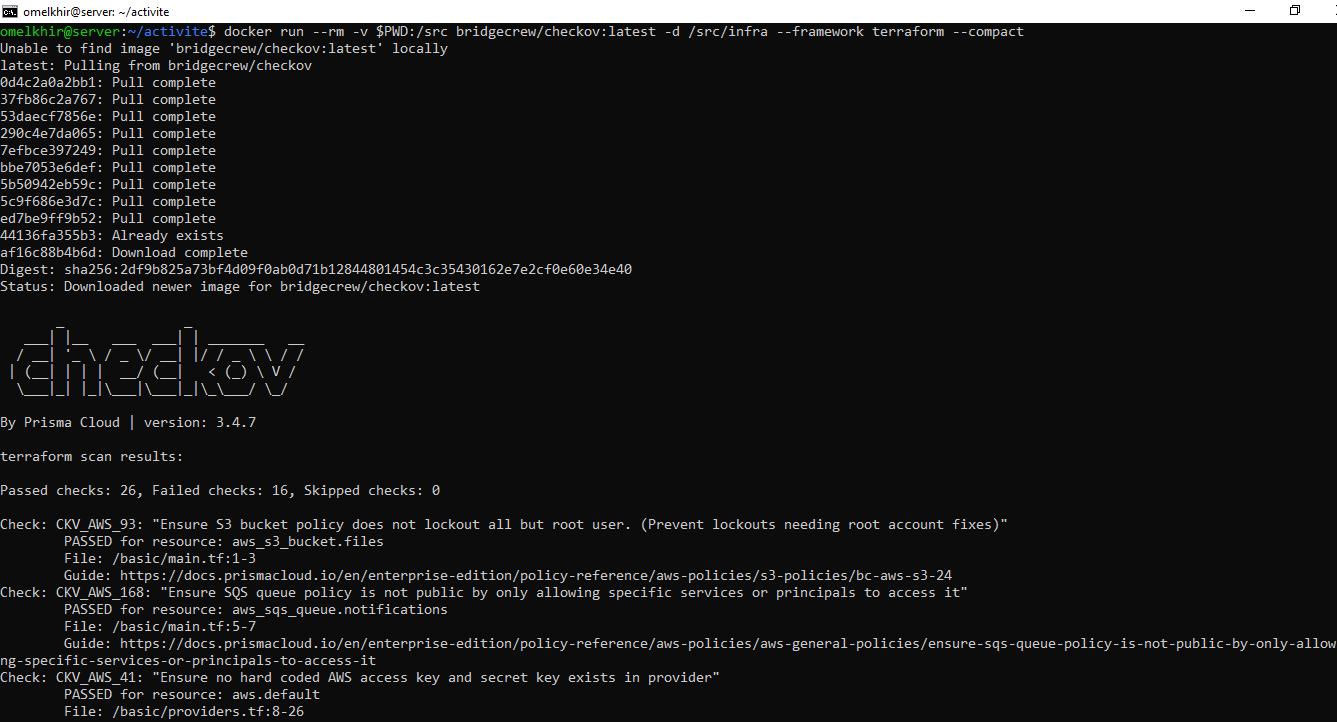 omelkhir@server: ~/activite
omelkhir@server:~/activite$ docker run --rm -v $PWD:/src bridgecrew/checkov:latest -d /src/infra --framework terraform --compact
Unable to find image 'bridgecrew/checkov:latest' locally
latest: Pulling from bridgecrew/checkov
0d4c2a0a2bb1: Pull complete
37fb86c2a767: Pull complete
53daecf7856e: Pull complete
290c4e7da065: Pull complete
7efbce397249: Pull complete
bbe7053e6def: Pull complete
5b50942eb59c: Pull complete
5c9f686e3d7c: Pull complete
ed7be9ff9b52: Pull complete
44136fa355b3: Already exists
af16c88b4b6d: Download complete
Digest: sha256:2df9b825a73bf4d09f0ab0d71b12844801454c3c35430162e7e2cf0e60e34e40
Status: Downloaded newer image for bridgecrew/checkov:latest
checkov
By Prisma Cloud | version: 3.4.7
terraform scan results:
Passed checks: 26, Failed checks: 16, Skipped checks: 0
Check: CKV_AWS_93: "Ensure S3 bucket policy does not lockout all but root user. (Prevent lockouts needing root account fixes)"
PASSED for resource: aws_s3_bucket.files
File: /basic/main.tf:1-3
Guide: https://docs.prismacloud.io/en/enterprise-edition/policy-reference/aws-policies/s3-policies/bc-aws-s3-24
Check: CKV_AWS_168: "Ensure SQS queue policy is not public by only allowing specific services or principals to access it"
PASSED for resource: aws_sqs_queue.notifications
File: /basic/main.tf:5-7
Guide: https://docs.prismacloud.io/en/enterprise-edition/policy-reference/aws-policies/aws-general-policies/ensure-sqs-queue-policy-is-not-public-by-only-allow
ng-specific-services-or-principals-to-access-it
Check: CKV_AWS_41: "Ensure no hard coded AWS access key and secret key exists in provider"
PASSED for resource: aws.default
File: /basic/providers.tf:8-26